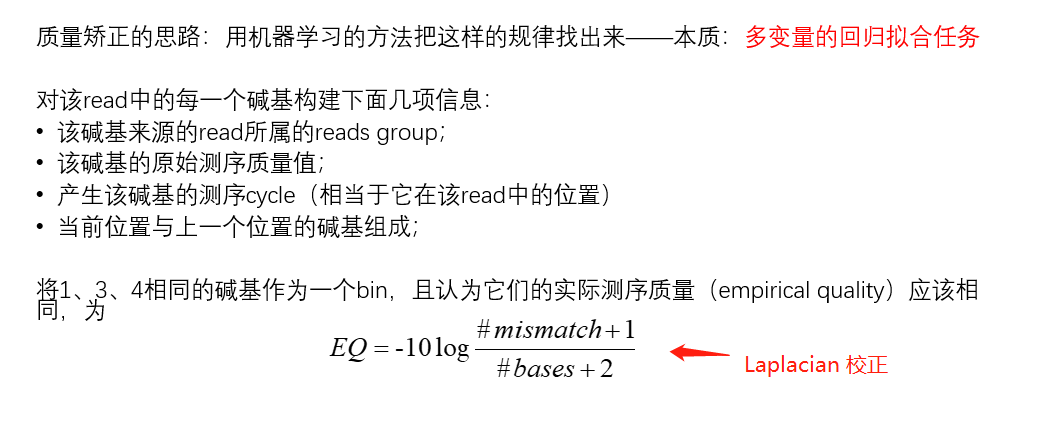 质量矫正的思路：用机器学习的方法把这样的规律找出来——本质：多变量的回归拟合任务
对该read中的每一个碱基构建下面几项信息：
• 该碱基来源的read所属的reads group；
• 该碱基的原始测序质量值；
• 产生该碱基的测序cycle（相当于它在该read中的位置）
• 当前位置与上一个位置的碱基组成；
将1、3、4相同的碱基作为一个bin，且认为它们的实际测序质量（empirical quality）应该相
同，为
EQ = -10 log (#mismatch+1)/(#bases+2)
Laplacian 校正